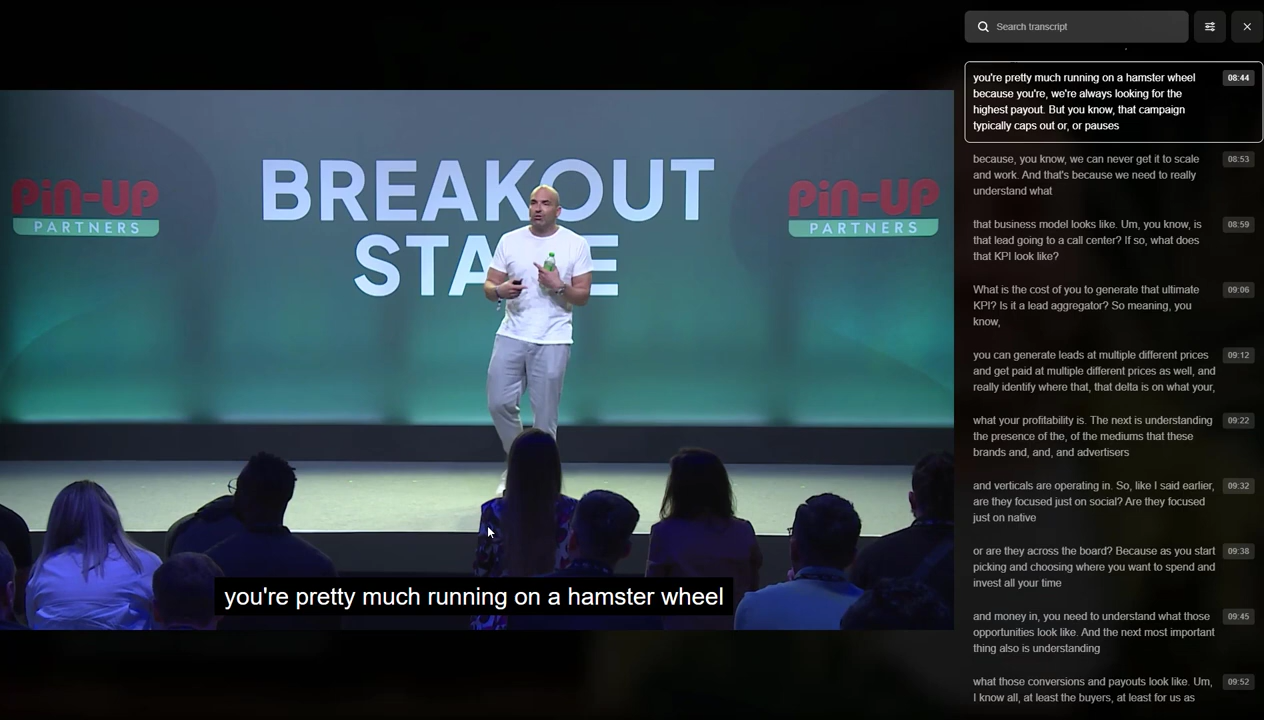 Search transcript
you're pretty much running on a hamster wheel
because you're, we're always looking for the
highest payout. But you know, that campaign
typically caps out or, or pauses
08:44
because, you know, we can never get it to scale
and work. And that's because we need to really
understand what
08:53
that business model looks like. Um, you know, is
that lead going to a call center? If so, what does
that KPI look like?
08:59
What is the cost of you to generate that ultimate
KPI? Is it a lead aggregator? So meaning, you
know,
09:06
you can generate leads at multiple different prices
and get paid at multiple different prices as well, and
really identify where that, that delta is on what your,
09:12
what your profitability is. The next is understanding
the presence of the, of the mediums that these
brands and, and, and advertisers
09:22
and verticals are operating in. So, like I said earlier,
are they focused just on social? Are they focused
just on native
09:32
or are they across the board? Because as you start
picking and choosing where you want to spend and
invest all your time
09:38
and money in, you need to understand what those
opportunities look like. And the next most important
thing also is understanding
09:45
what those conversions and payouts look like. Um,
I know all, at least the buyers, at least for us as
09:52
PiN-UP
PARTNERS
BREAKOUT
STA E
PiN-UP
PARTNERS
you're pretty much running on a hamster wheel